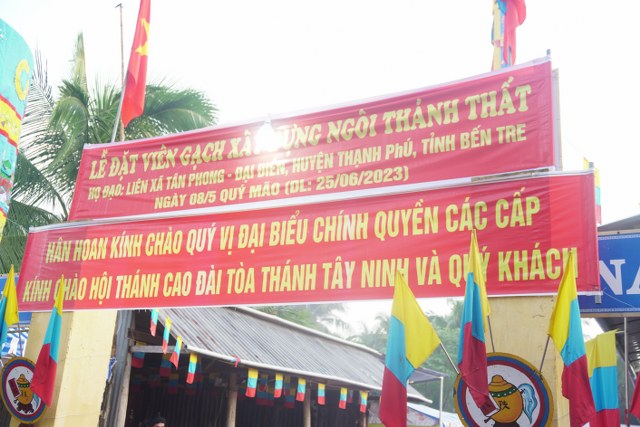 LỄ ĐẶT VIÊN GẠCH XÂY DỰNG NGÔI THÁNH THẤT
HỌ ĐẠO: LIÊN XÃ TÂN PHONG - ĐẠI ĐIỀN, HUYỆN THẠNH PHÚ, TỈNH BẾN TRE
NGÀY 08/5 QUÝ MÃO (DL: 25/06/2023)
HÂN HOAN KÍNH CHÀO QUÝ VỊ ĐẠI BIỂU CHÍNH QUYỀN CÁC CẤP
KÍNH CHÀO HỘI THÁNH CAO ĐÀI TÒA THÁNH TÂY NINH VÀ QUÝ KHÁCH